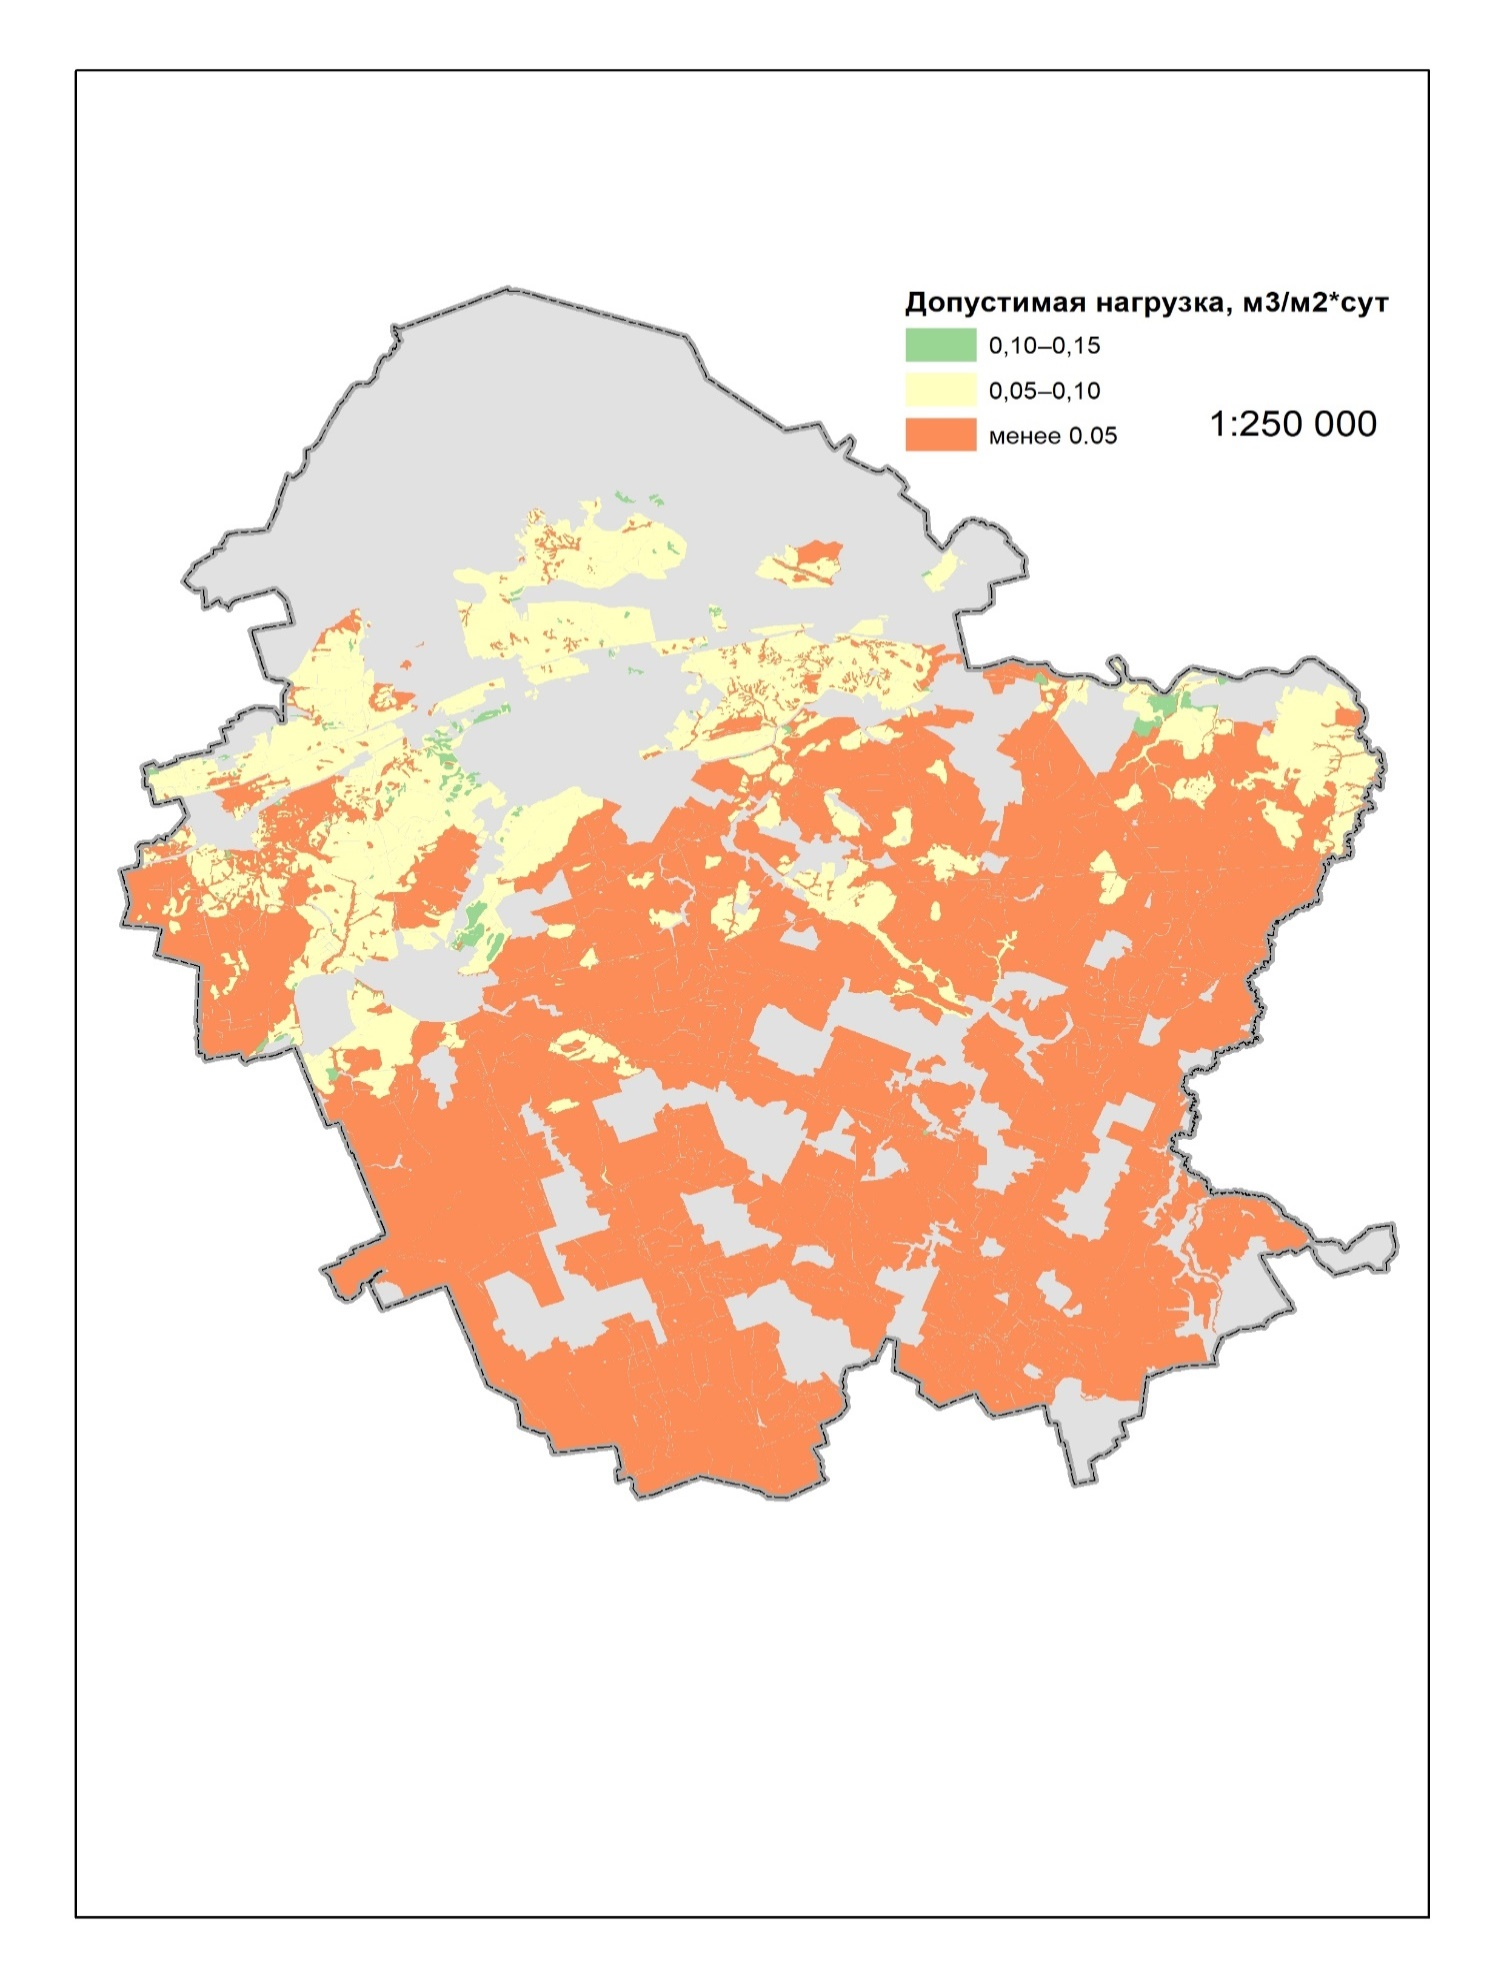 Допустимая нагрузка, м3/м2*сут
0,10–0,15
0,05–0,10
менее 0.05
1:250 000